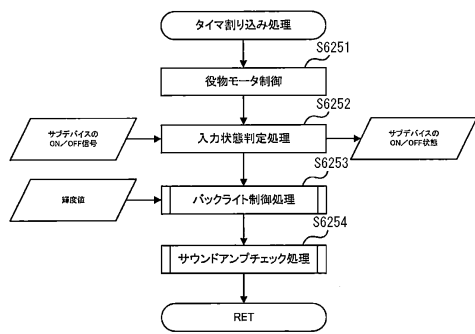 タイマ割り込み処理
S6251
役物モータ制御
S6252
サブデバイスの
ON/OFF信号
入力状態判定処理
サブデバイスの
ON/OFF状態
S6253
輝度値
バックライト制御処理
S6254
サウンドアンプチェック処理
RET